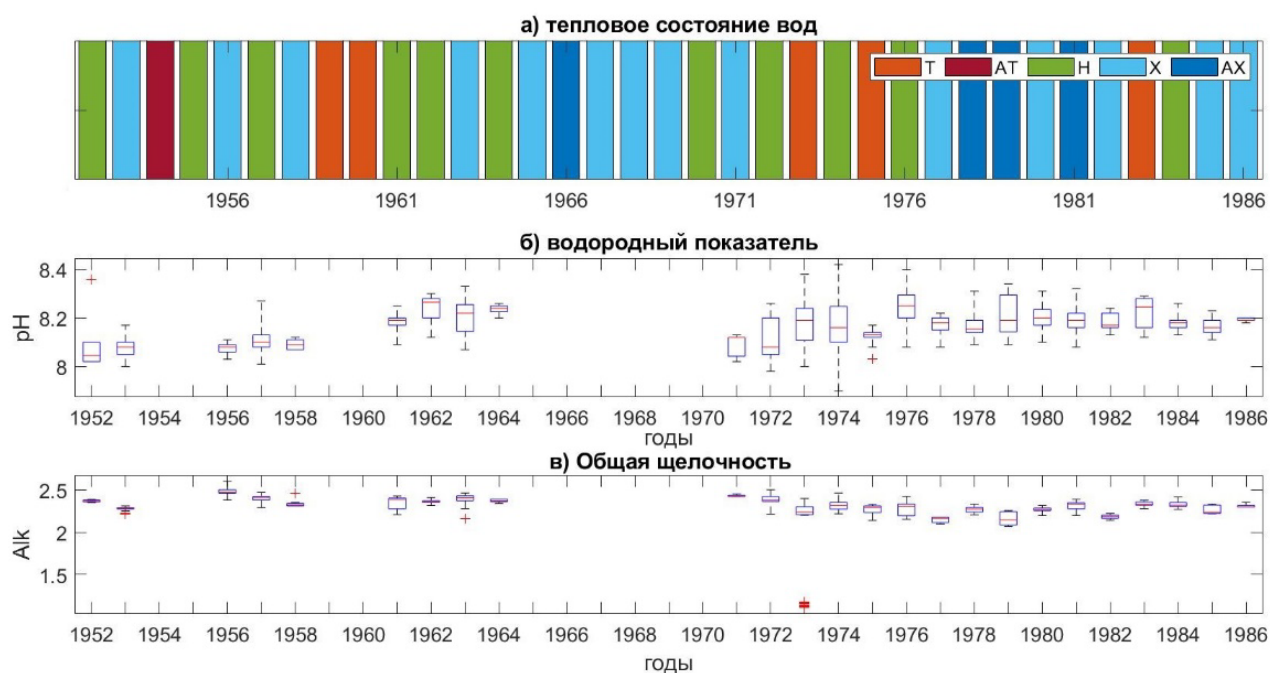 а) тепловое состояние вод
Т АТ Н Х АХ
1956 1961 1966 1971 1976 1981 1986
б) водородный показатель
8.4
8.2
8
pH
1952 1954 1956 1958 1960 1962 1964 1966 1968 1970 1972 1974 1976 1978 1980 1982 1984 1986
годы
в) Общая щелочность
2.5
2
1.5
Alk
1952 1954 1956 1958 1960 1962 1964 1966 1968 1970 1972 1974 1976 1978 1980 1982 1984 1986
годы